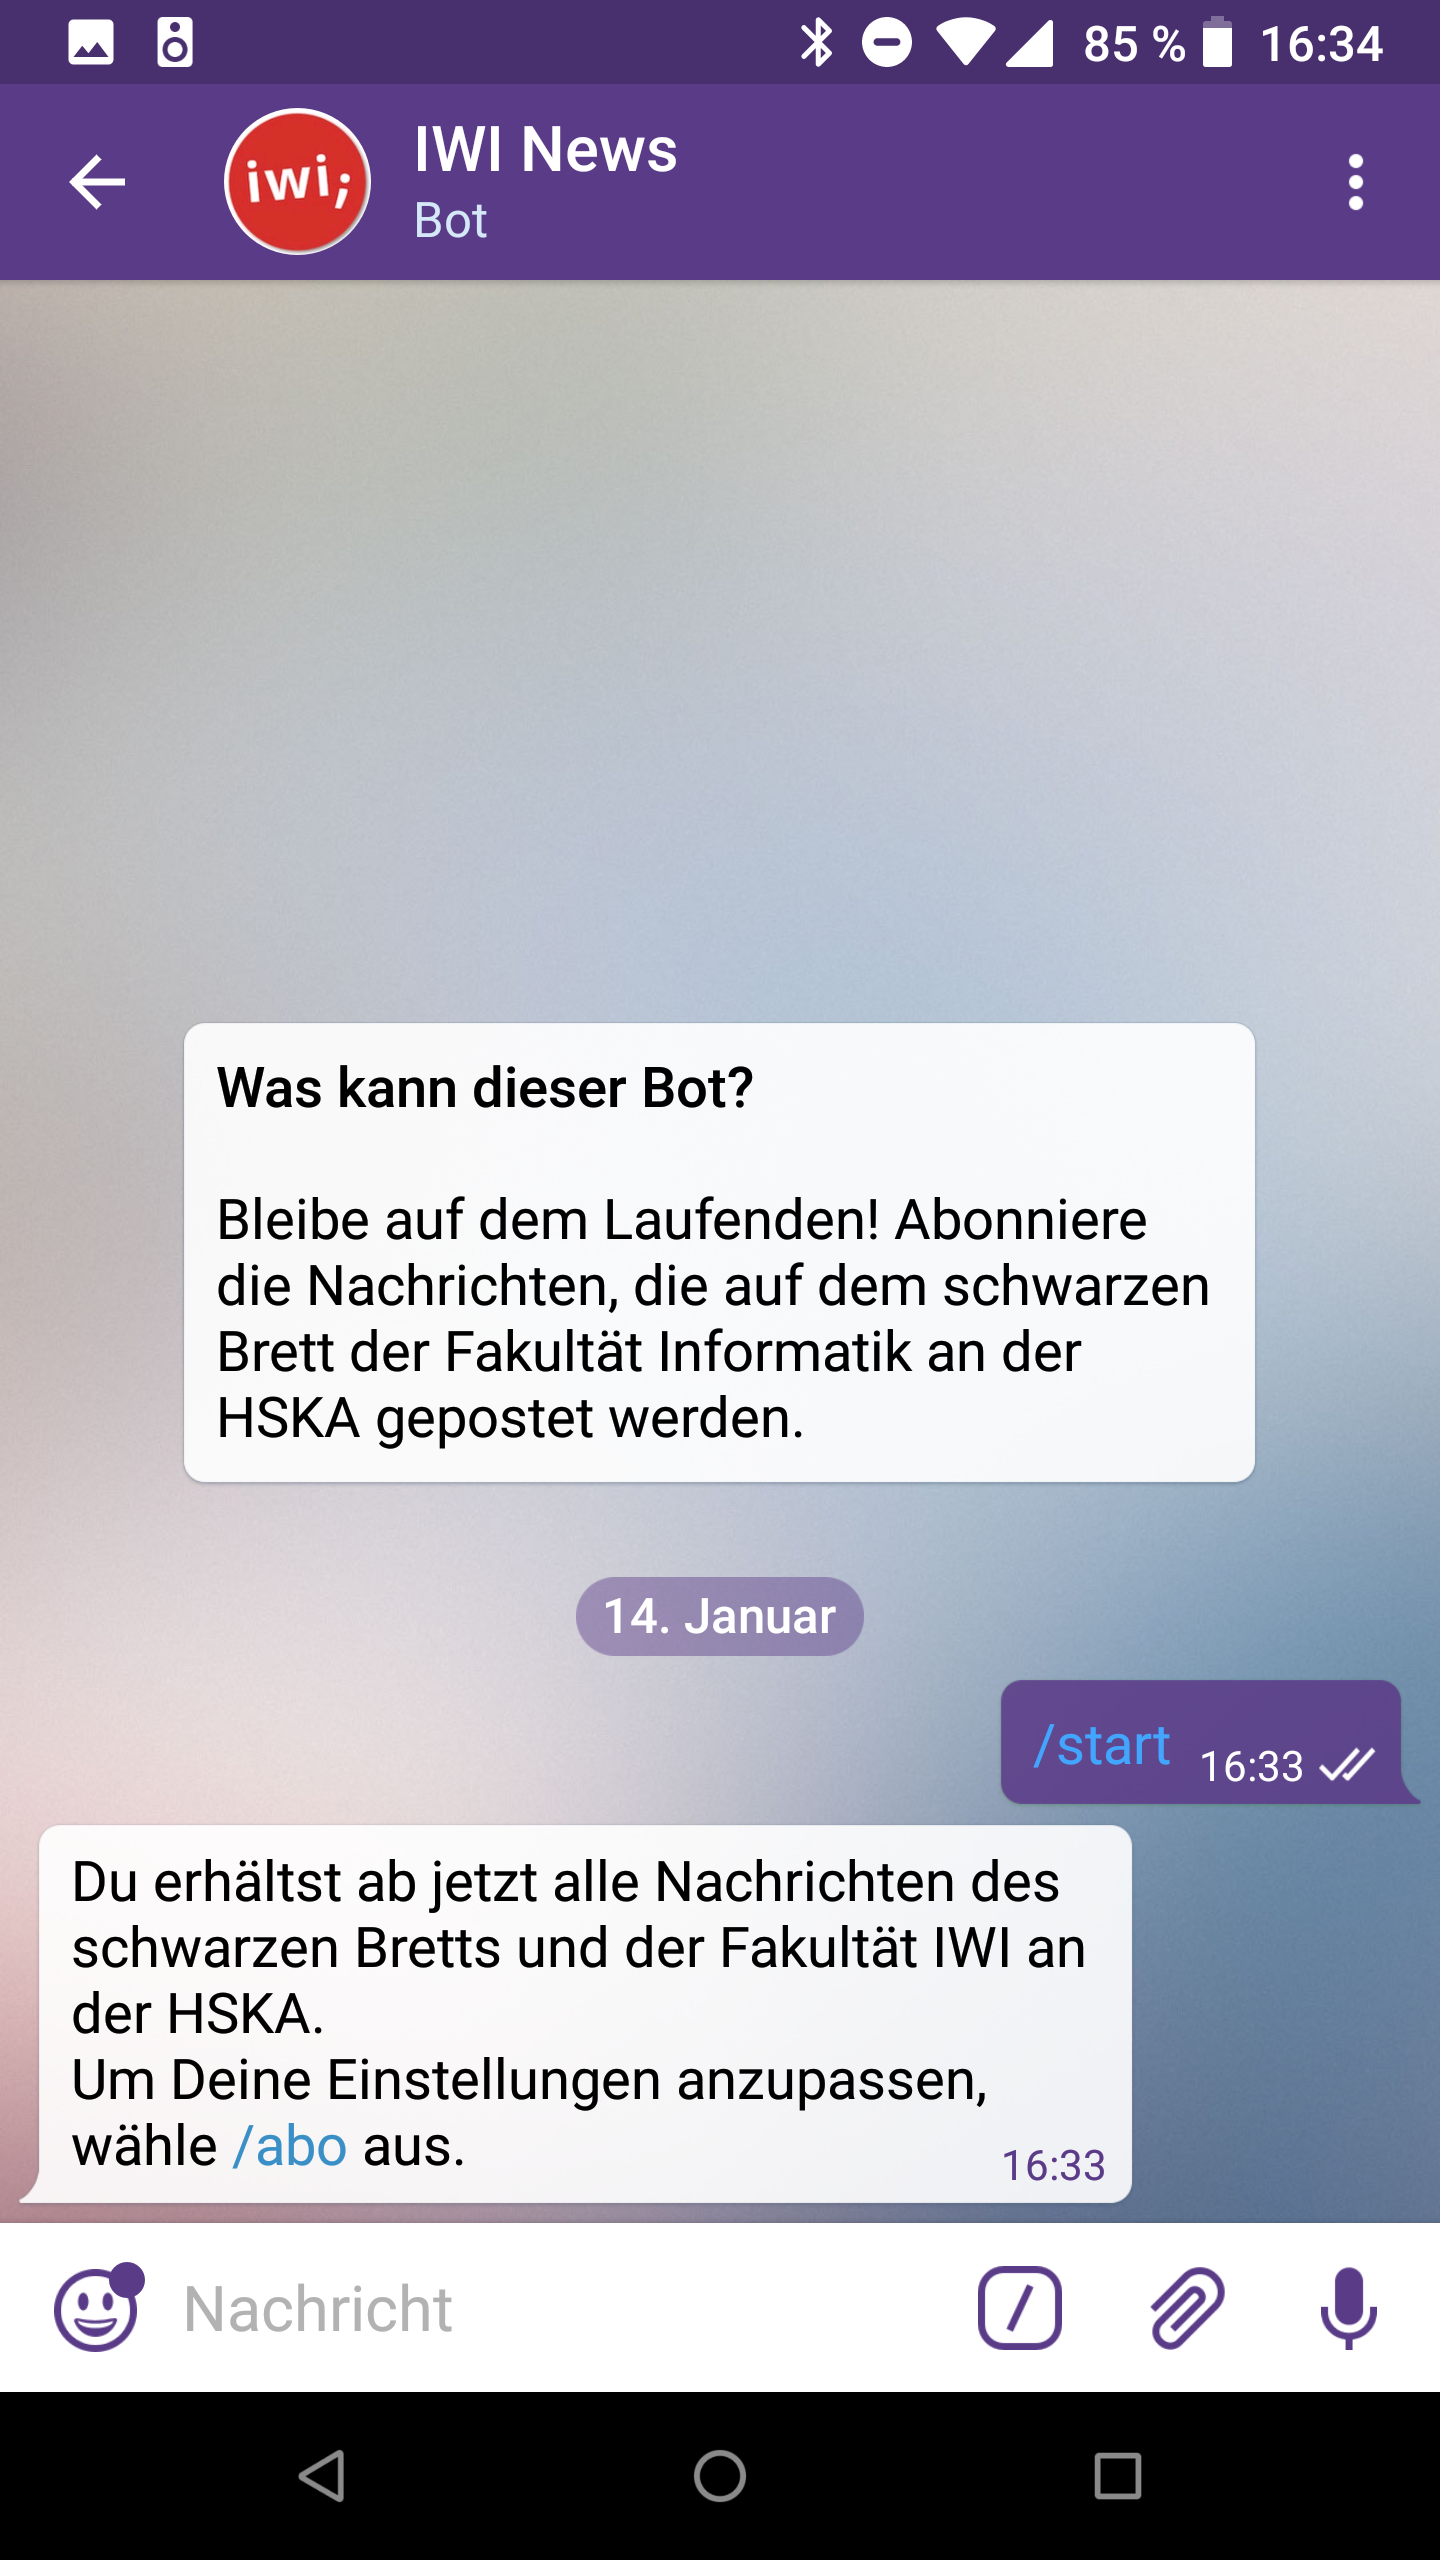 85 % 16:34
iwi;
IWI News
Bot
Was kann dieser Bot?
Bleibe auf dem Laufenden! Abonniere
die Nachrichten, die auf dem schwarzen
Brett der Fakultät Informatik an der
HSKA gepostet werden.
14. Januar
/start 16:33
Du erhältst ab jetzt alle Nachrichten des
schwarzen Bretts und der Fakultät IWI an
der HSKA.
Um Deine Einstellungen anzupassen,
wähle /abo aus.
16:33
Nachricht